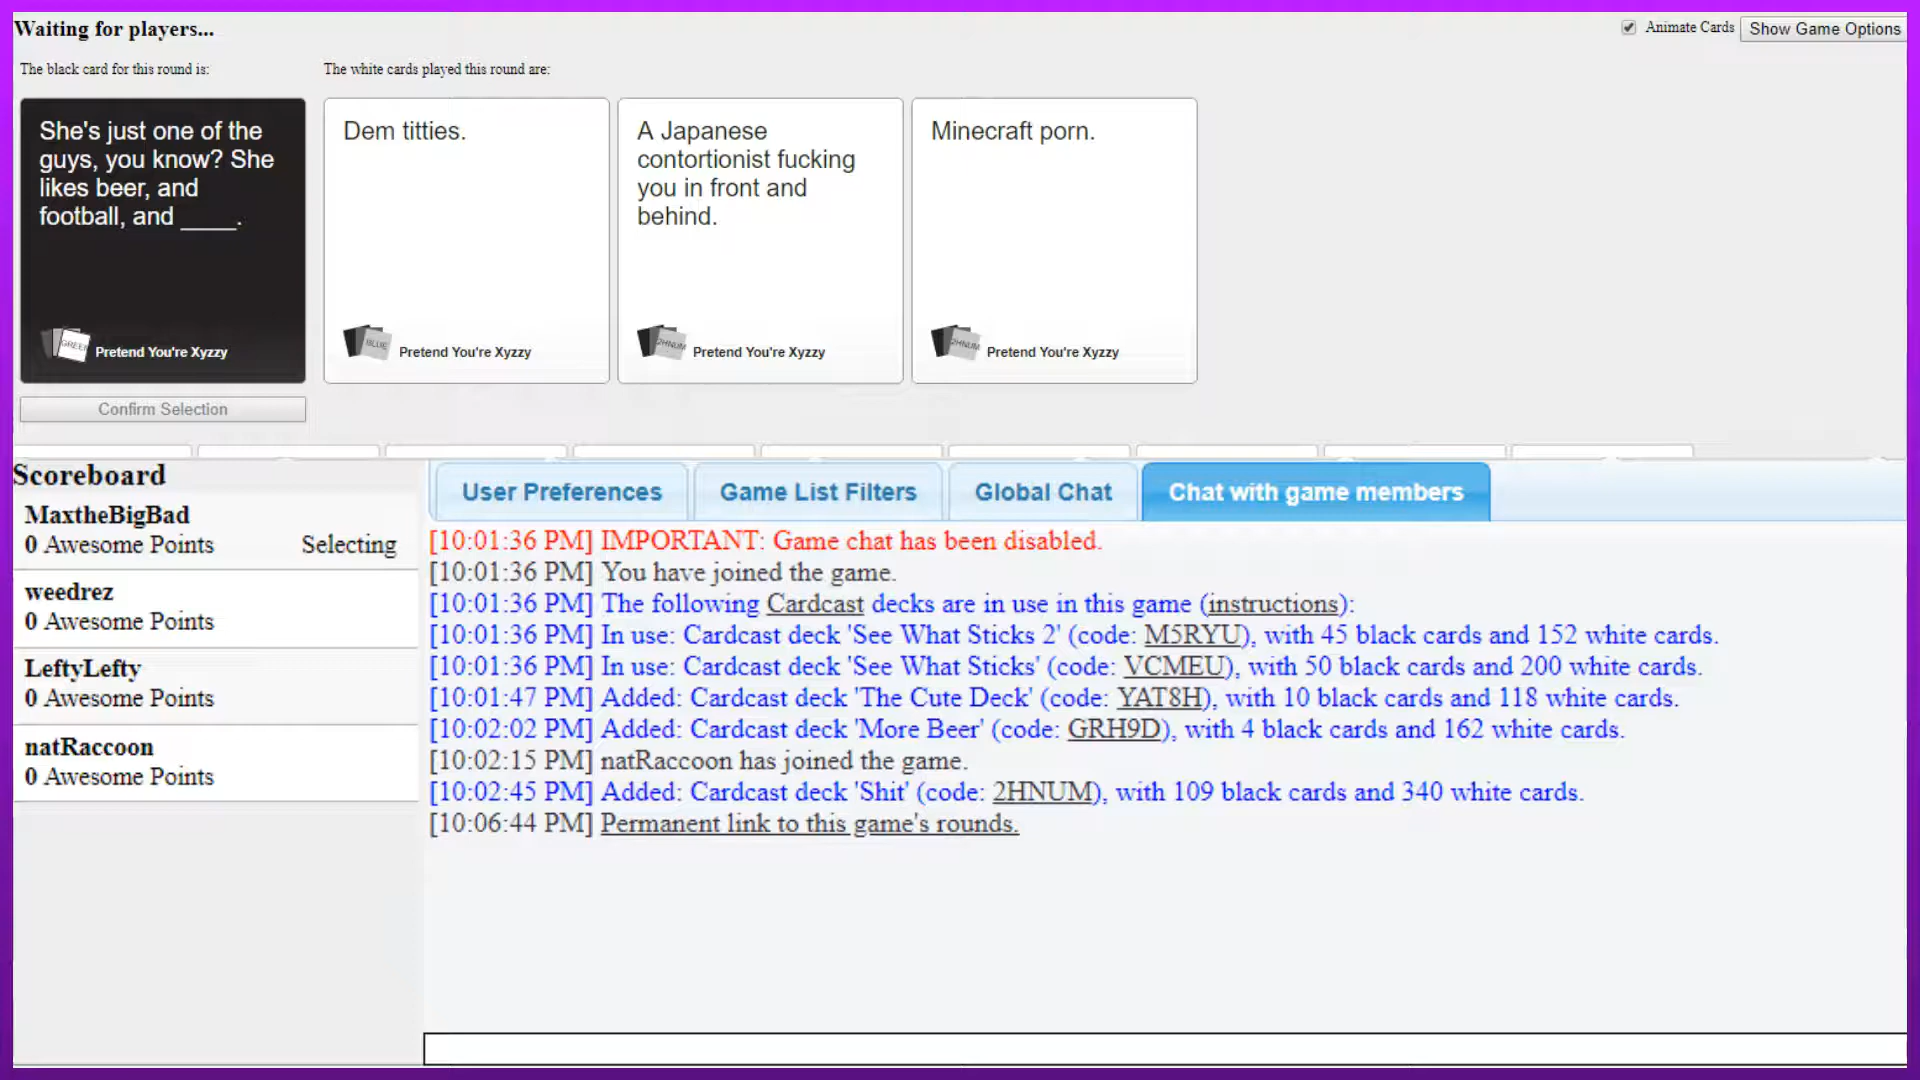 Waiting for players...
Animate Cards
Show Game Options
The black card for this round is:
The white cards played this round are:
She's just one of the
guys, you know? She
likes beer, and
football, and ____.
GREEN
Pretend You're Xyzzy
Dem titties.
BLUE
Pretend You're Xyzzy
A Japanese
contortionist fucking
you in front and
behind.
2HNUM
Pretend You're Xyzzy
Minecraft porn.
2HNUM
Pretend You're Xyzzy
Confirm Selection
Scoreboard
MaxtheBigBad
0 Awesome Points
Selecting
weedrez
0 Awesome Points
LeftyLefty
0 Awesome Points
natRaccoon
0 Awesome Points
User Preferences
Game List Filters
Global Chat
Chat with game members
[10:01:36 PM] IMPORTANT: Game chat has been disabled.
[10:01:36 PM] You have joined the game.
[10:01:36 PM] The following Cardcast decks are in use in this game (instructions):
[10:01:36 PM] In use: Cardcast deck 'See What Sticks 2' (code: M5RYU), with 45 black cards and 152 white cards.
[10:01:36 PM] In use: Cardcast deck 'See What Sticks' (code: VCMEU), with 50 black cards and 200 white cards.
[10:01:47 PM] Added: Cardcast deck 'The Cute Deck' (code: YAT8H), with 10 black cards and 118 white cards.
[10:02:02 PM] Added: Cardcast deck 'More Beer' (code: GRH9D), with 4 black cards and 162 white cards.
[10:02:15 PM] natRaccoon has joined the game.
[10:02:45 PM] Added: Cardcast deck 'Shit' (code: 2HNUM), with 109 black cards and 340 white cards.
[10:06:44 PM] Permanent link to this game's rounds.